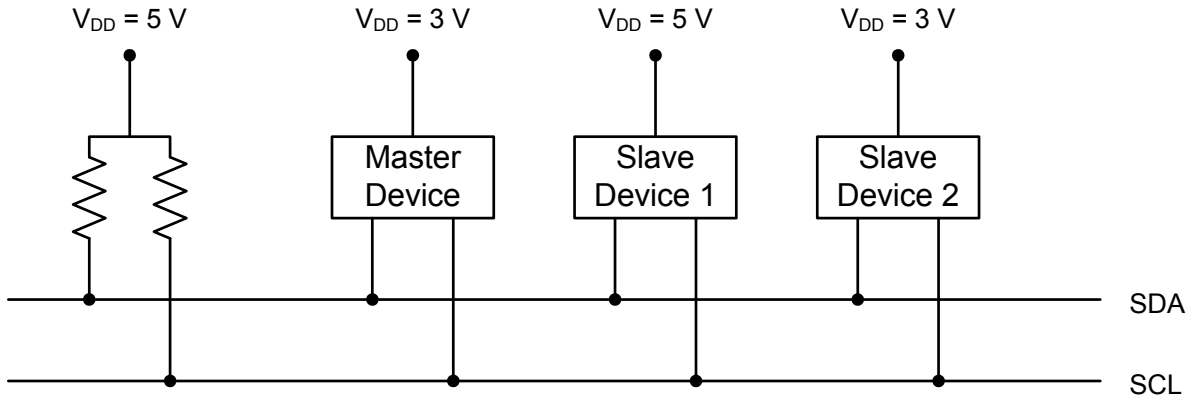 V_DD = 5 V
V_DD = 3 V
V_DD = 5 V
V_DD = 3 V
Master
Device
Slave
Device 1
Slave
Device 2
SDA
SCL